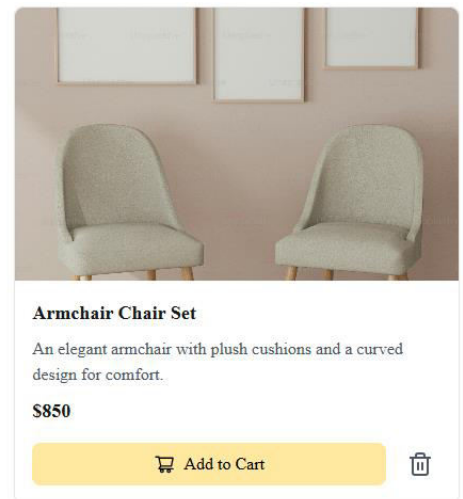 Armchair Chair Set
An elegant armchair with plush cushions and a curved
design for comfort.
$850
Add to Cart